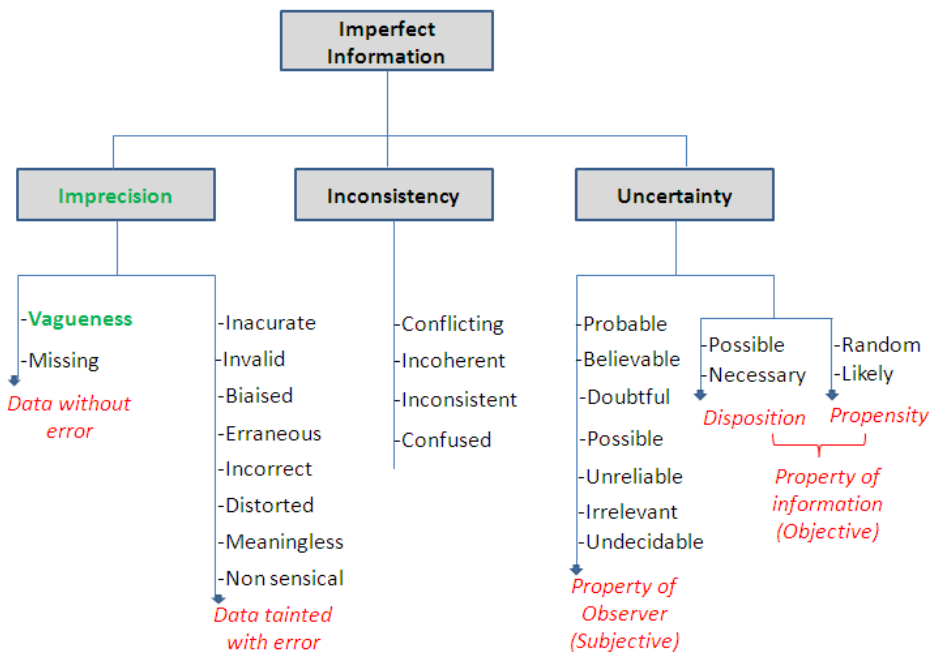 Imperfect
Information
Imprecision
Inconsistency
Uncertainty
-Vagueness
-Missing
Data without
error
-Inacurate
-Invalid
-Biaised
-Erraneous
-Incorrect
-Distorted
-Meaningless
-Non sensical
Data tainted
with error
-Conflicting
-Incoherent
-Inconsistent
-Confused
-Probable
-Believable
-Doubtful
-Possible
-Unreliable
-Irrelevant
-Undecidable
Property of
Observer
(Subjective)
-Possible
-Necessary
Disposition
-Random
-Likely
Propensity
Property of
information
(Objective)